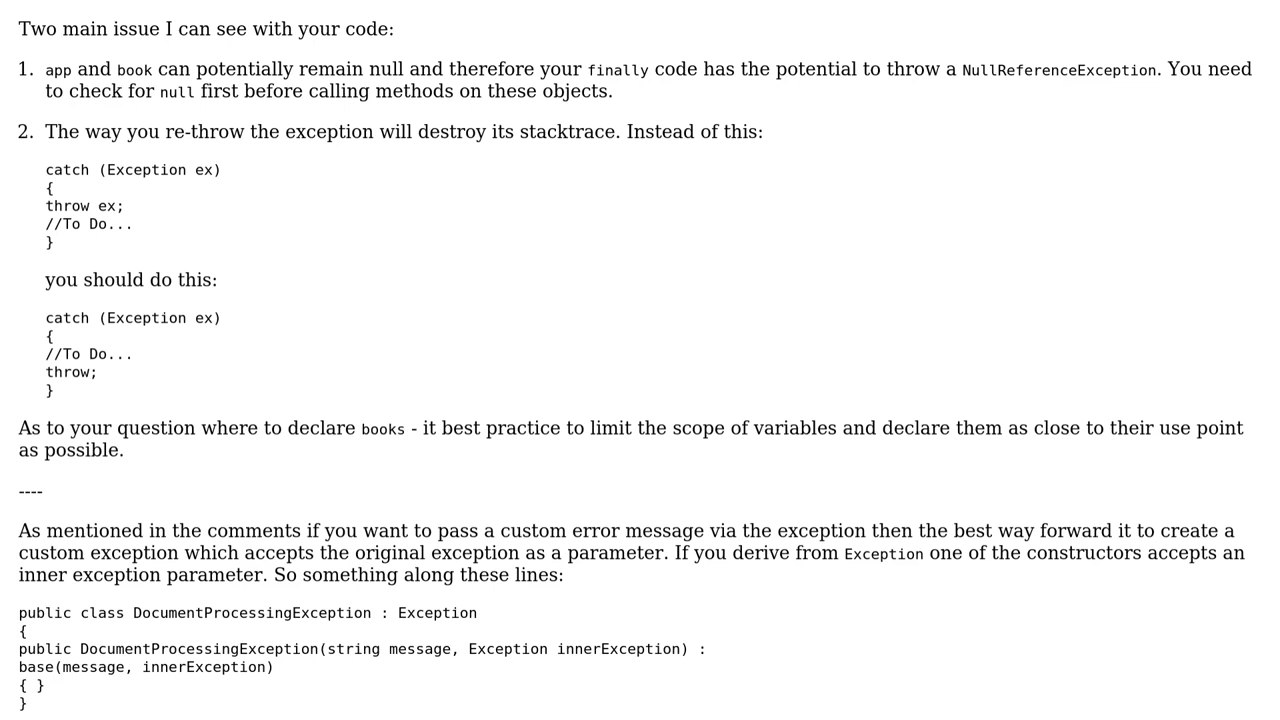 Two main issue I can see with your code:
1. app and book can potentially remain null and therefore your finally code has the potential to throw a NullReferenceException. You need
to check for null first before calling methods on these objects.
2. The way you re-throw the exception will destroy its stacktrace. Instead of this:
catch (Exception ex)
{
throw ex;
//To Do...
}
you should do this:
catch (Exception ex)
{
//To Do...
throw;
}
As to your question where to declare books - it best practice to limit the scope of variables and declare them as close to their use point
as possible.
----
As mentioned in the comments if you want to pass a custom error message via the exception then the best way forward it to create a
custom exception which accepts the original exception as a parameter. If you derive from Exception one of the constructors accepts an
inner exception parameter. So something along these lines:
public class DocumentProcessingException : Exception
{
public DocumentProcessingException(string message, Exception innerException) :
base(message, innerException)
{ }
}